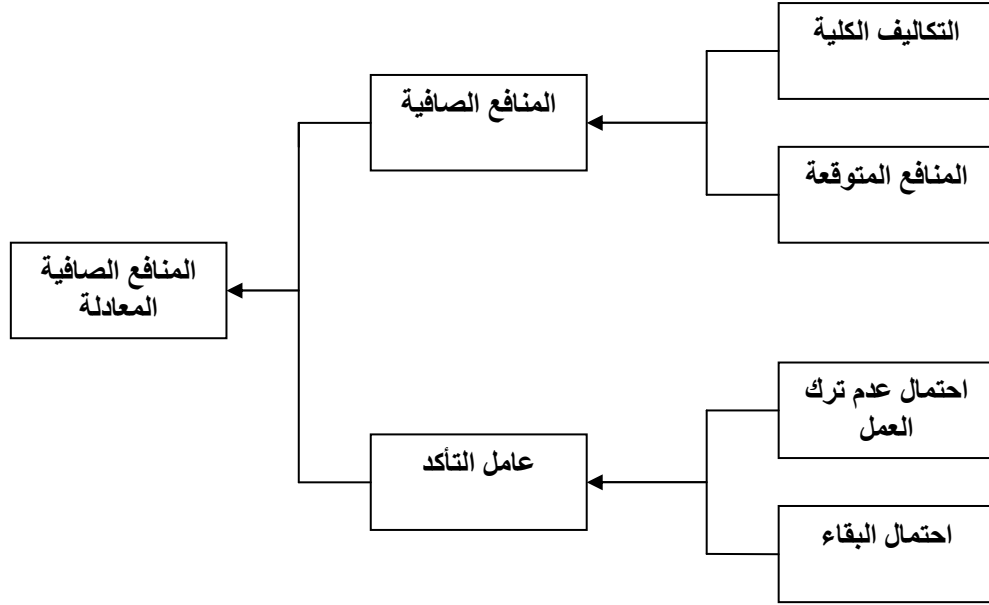 التكاليف الكلية
المنافع الصافية
المنافع المتوقعة
المنافع الصافية
المعادلة
احتمال عدم ترك
العمل
عامل التأكد
احتمال البقاء